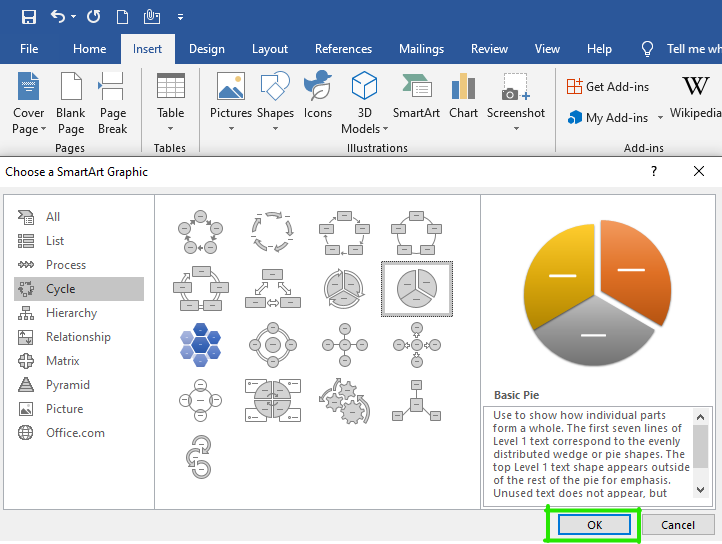 File Home Insert Design Layout References Mailings Review View Help Tell me
Cover Page Blank Page Page Break Table Pictures Shapes Icons 3D Models SmartArt Chart Screenshot Get Add-ins My Add-ins W Wikipedia
Pages Tables Illustrations Add-ins
Choose a SmartArt Graphic ?
All
List
Process
Cycle
Hierarchy
Relationship
Matrix
Pyramid
Picture
Office.com
Basic Pie
Use to show how individual parts
form a whole. The first seven lines of
Level 1 text correspond to the evenly
distributed wedge or pie shapes. The
top Level 1 text shape appears outside
of the rest of the pie for emphasis.
Unused text does not appear, but
OK Cancel